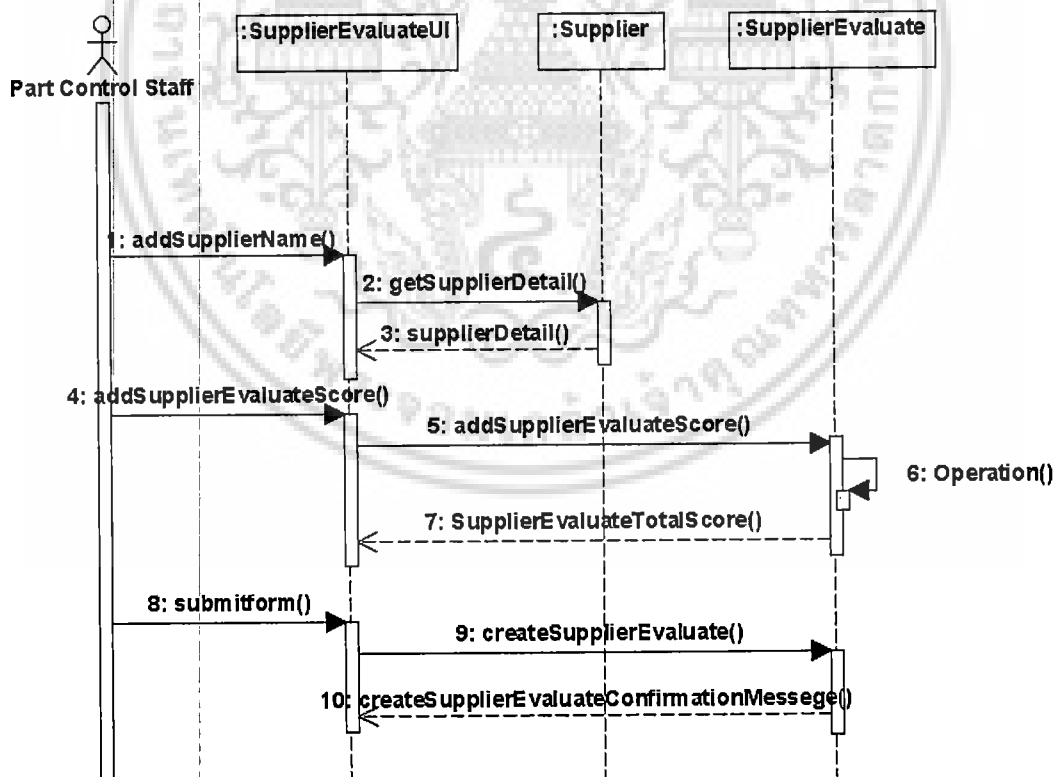 :SupplierEvaluateUI
:Supplier
:SupplierEvaluate
Part Control Staff
1: addSupplierName()
2: getSupplierDetail()
3: supplierDetail()
4: addSupplierEvaluateScore()
5: addSupplierEvaluateScore()
6: Operation()
7: SupplierEvaluateTotalScore()
8: submitform()
9: createSupplierEvaluate()
10: createSupplierEvaluateConfirmationMessege()